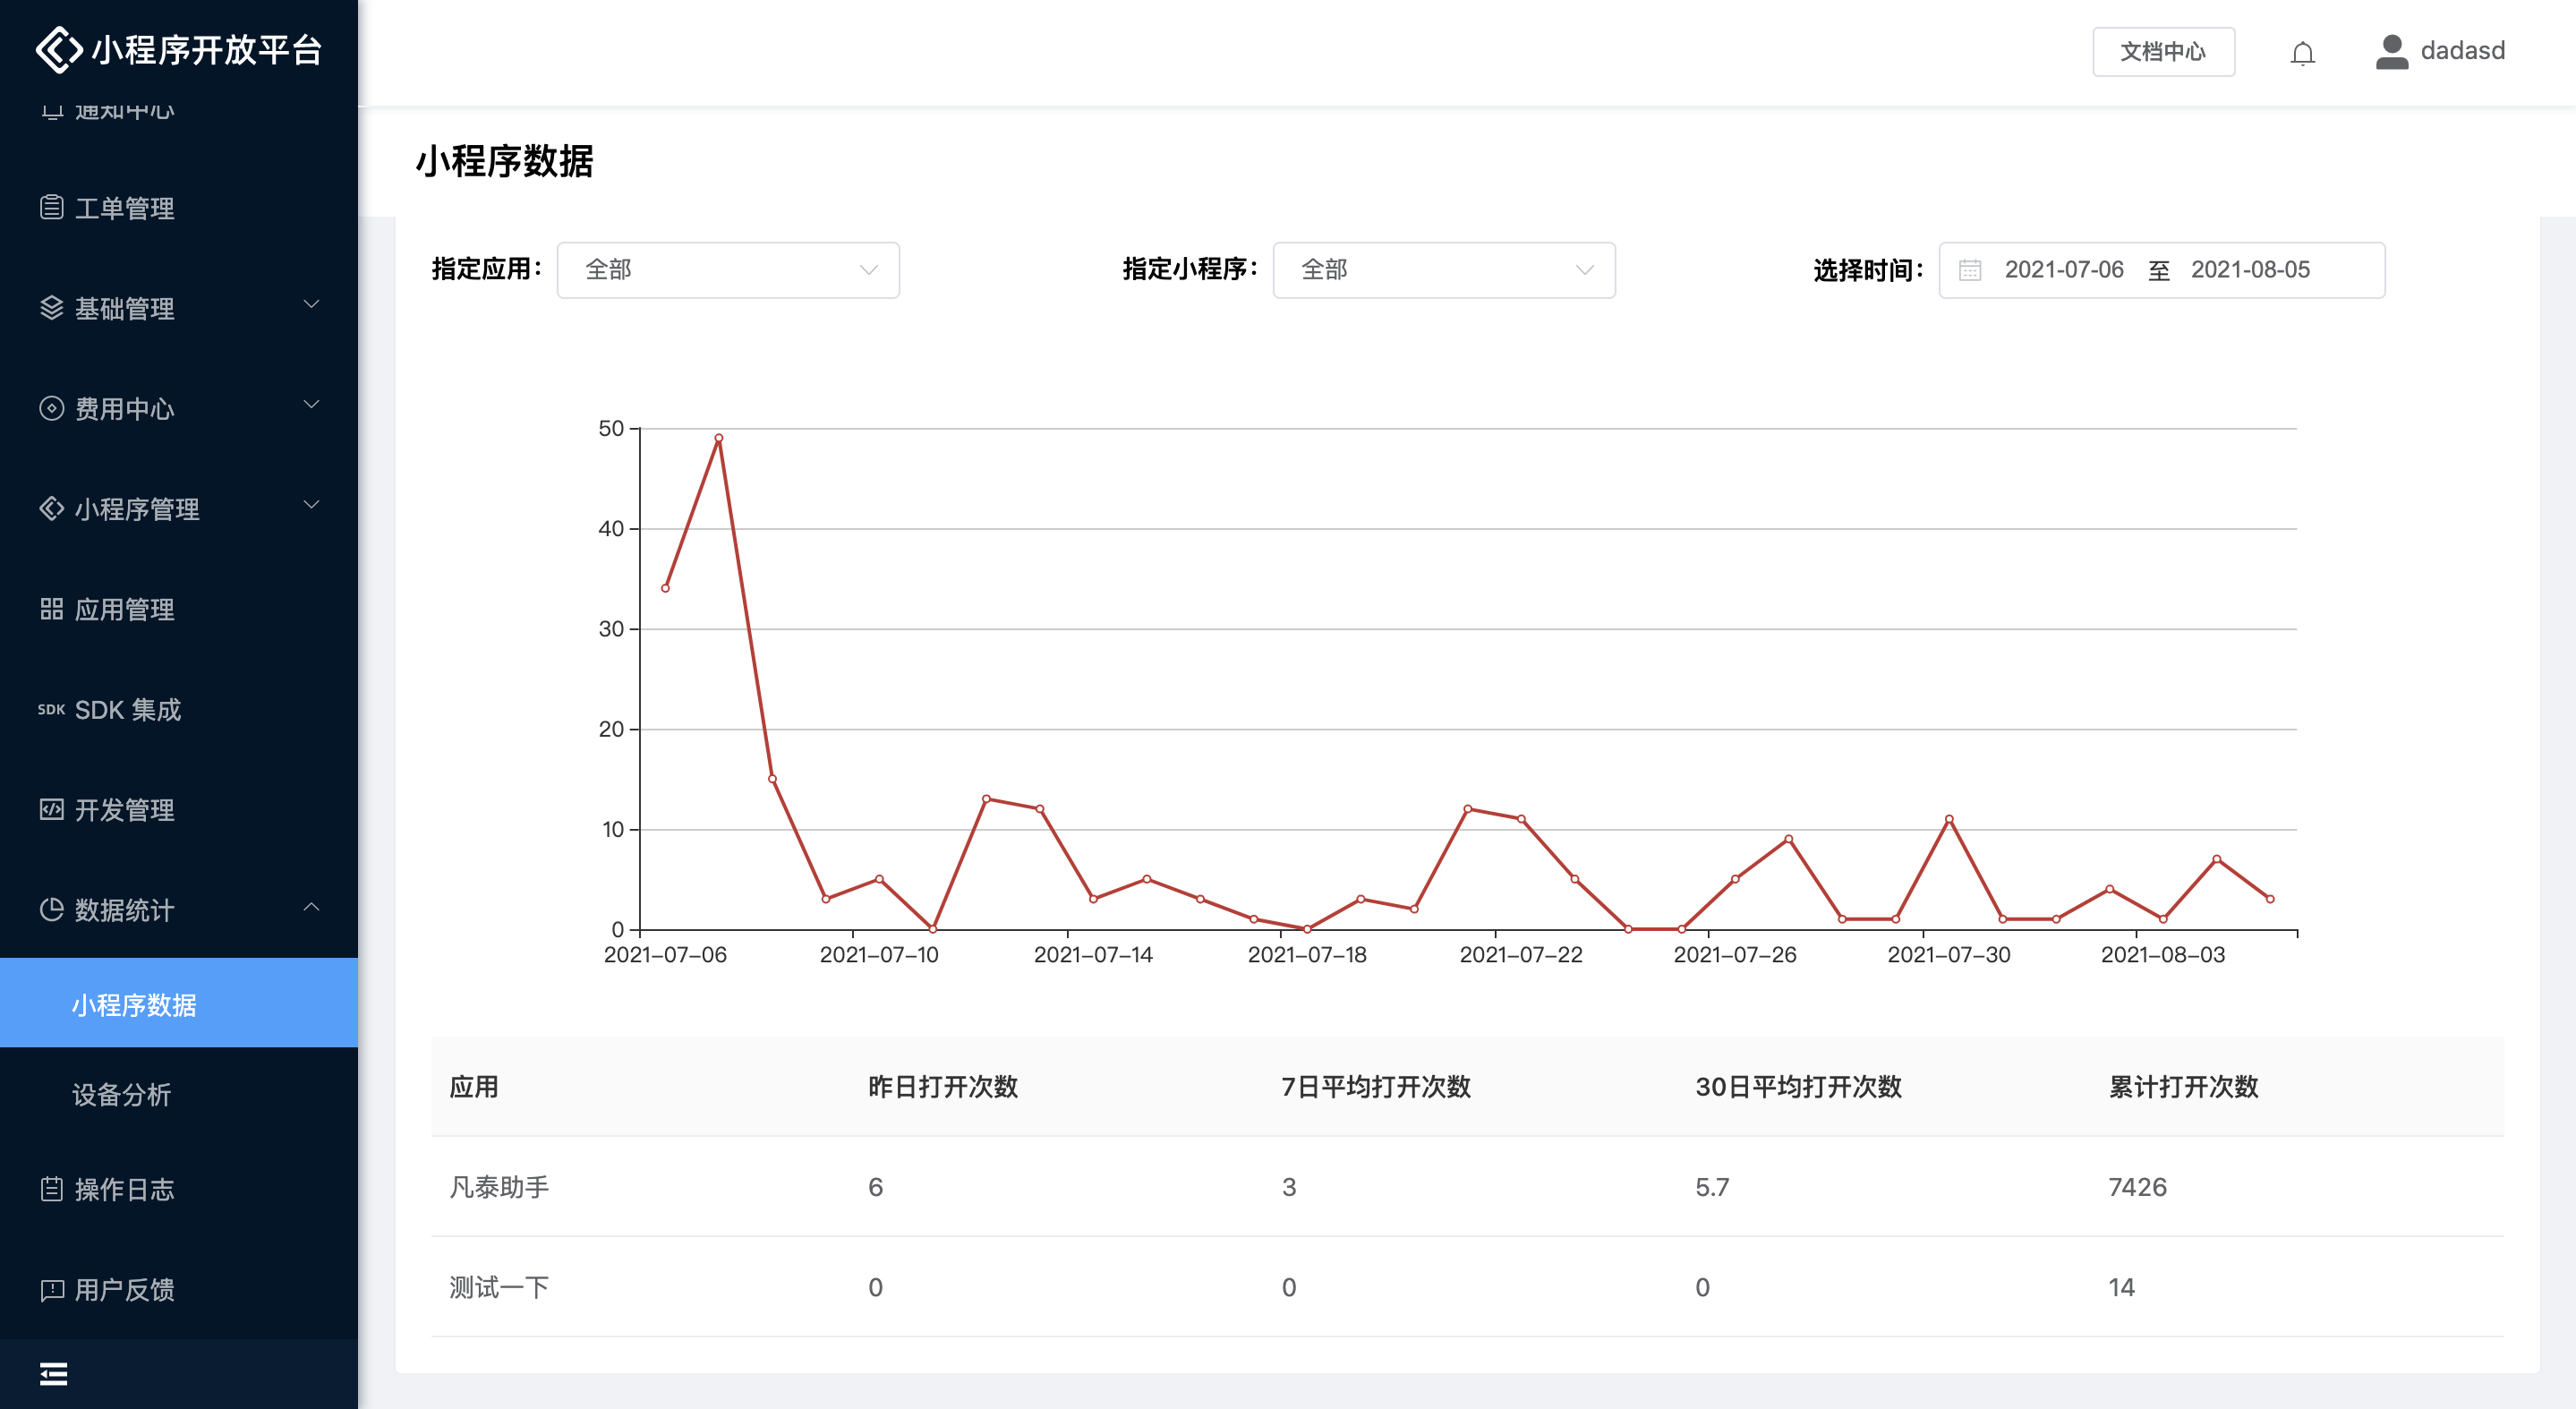 小程序开放平台
文档中心
dadasd
通知中心
工单管理
基础管理
费用中心
小程序管理
应用管理
SDK SDK 集成
开发管理
数据统计
小程序数据
设备分析
操作日志
用户反馈
小程序数据
指定应用：
全部
指定小程序：
全部
选择时间：
2021-07-06 至 2021-08-05
50
40
30
20
10
0
2021-07-06 2021-07-10 2021-07-14 2021-07-18 2021-07-22 2021-07-26 2021-07-30 2021-08-03
应用 昨日打开次数 7日平均打开次数 30日平均打开次数 累计打开次数
凡泰助手 6 3 5.7 7426
测试一下 0 0 0 14